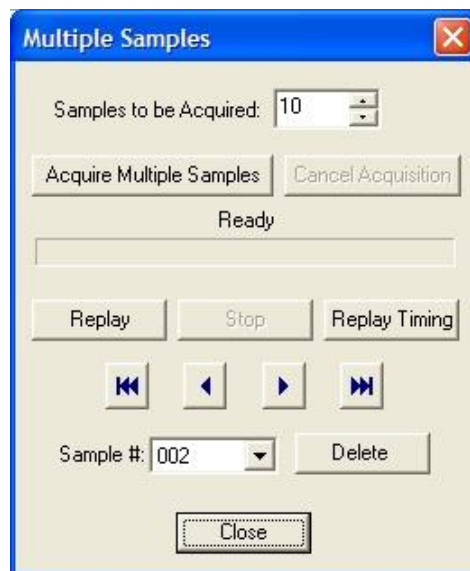 Multiple Samples
Samples to be Acquired: 10
Acquire Multiple Samples Cancel Acquisition
Ready
Replay Stop Replay Timing
Sample #: 002 Delete
Close